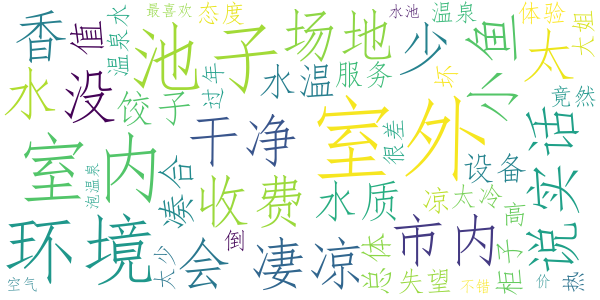 最喜欢
态度
水池
温泉
体验
香
值
温泉水
池子
场地
少
小鱼
太
大姐
水
没
饺子
过年
水温
服务
坏
竟然
室内
干净
室外
很差
设备
说实话
泡温泉
凑合
收费
水质
凉
太冷
高
环境
太少
会
倒
凄凉
总体
市内
失望
柜子
不错
价
热
空气